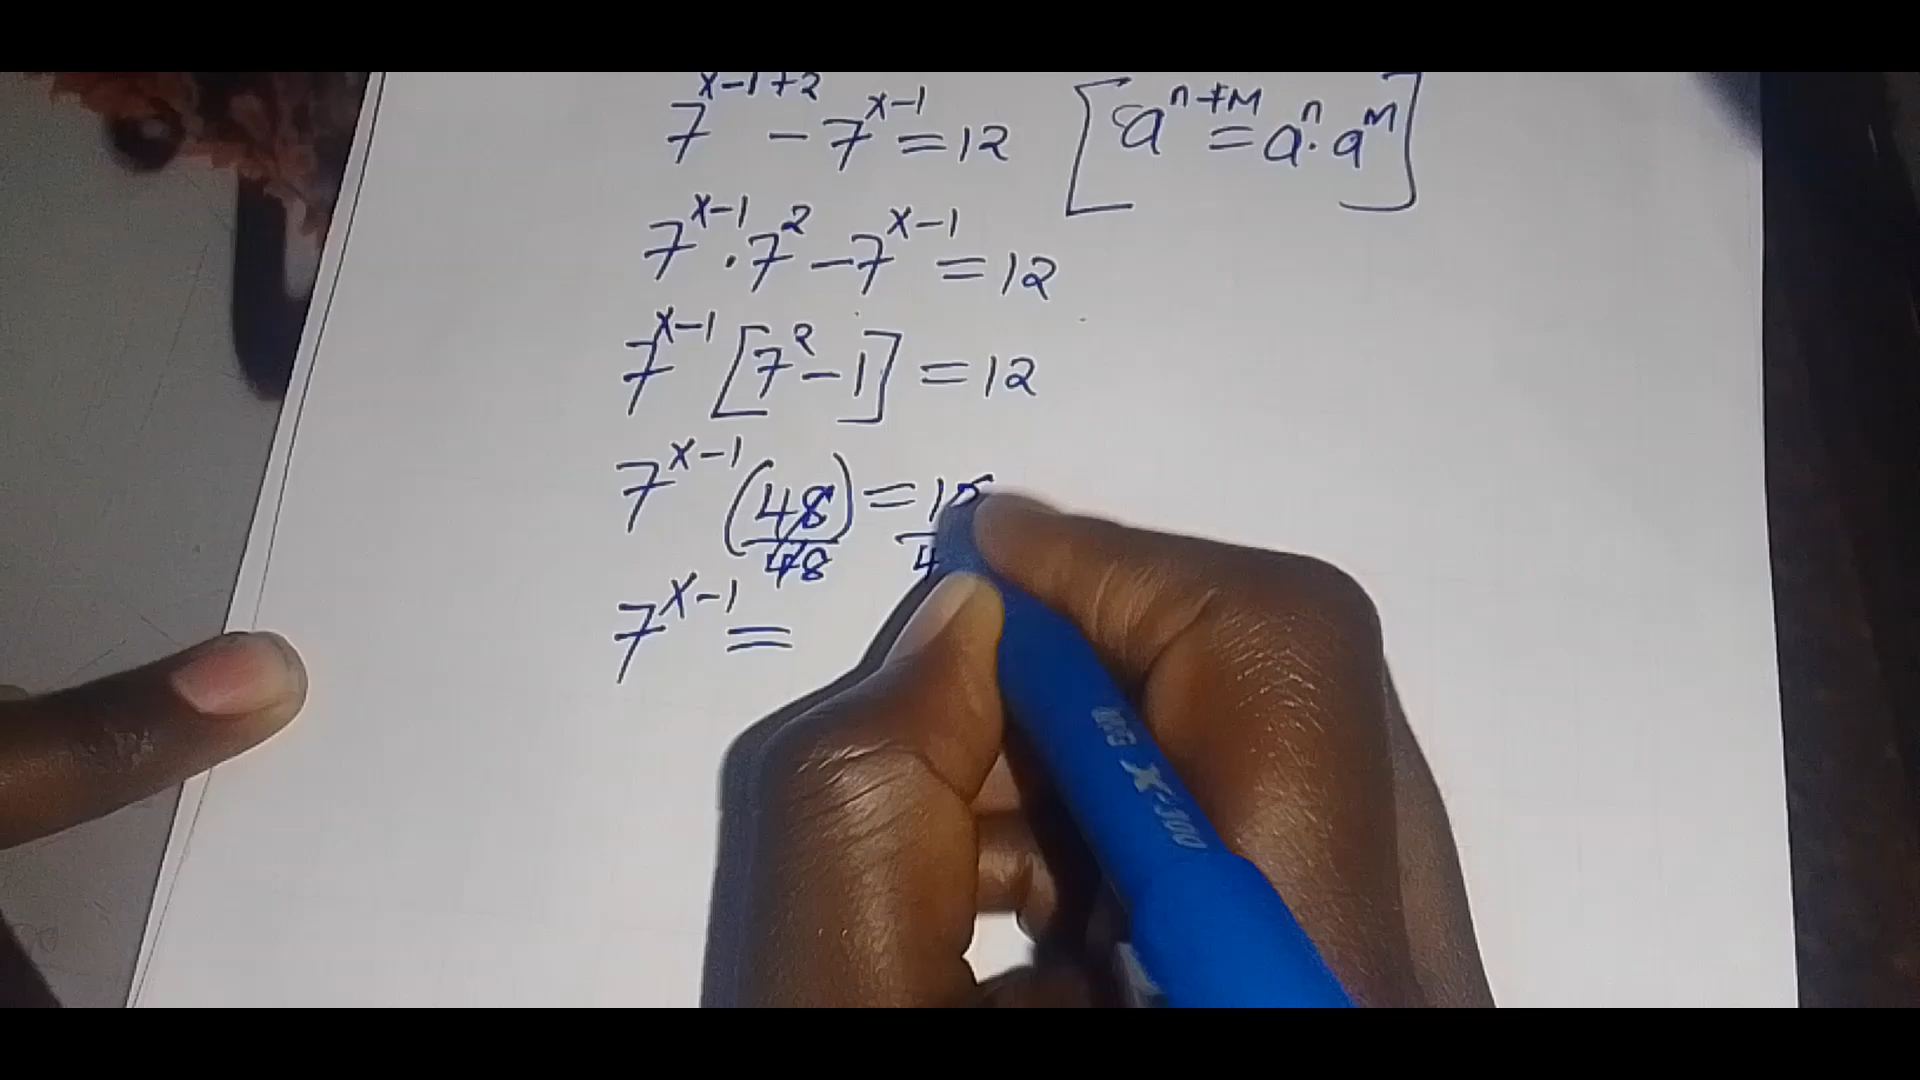 7^{x-1+2} - 7^{x-1} = 12 [a^{n+M} = a^n · a^M]
7^{x-1} · 7^2 - 7^{x-1} = 12
7^{x-1} [7^2 - 1] = 12
7^{x-1} (48)/48 = 12/4
7^{x-1} =